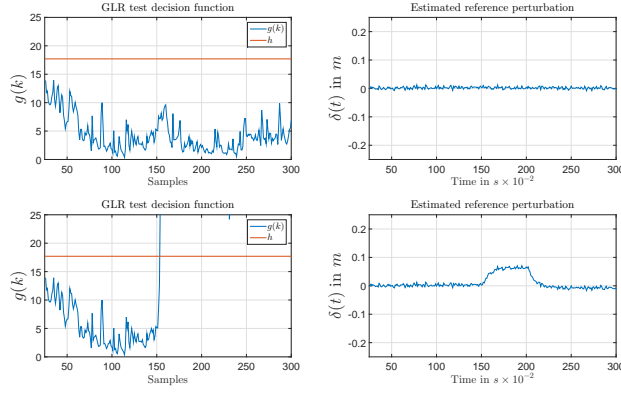 GLR test decision function
25
20
15
10
5
0
g(k)
g(k)
h
50 100 150 200 250 300
Samples
Estimated reference perturbation
0.2
0.1
0
-0.1
-0.2
δ(t) in m
50 100 150 200 250 300
Time in s × 10⁻²
GLR test decision function
25
20
15
10
5
0
g(k)
g(k)
h
50 100 150 200 250 300
Samples
Estimated reference perturbation
0.2
0.1
0
-0.1
-0.2
δ(t) in m
50 100 150 200 250 300
Time in s × 10⁻²